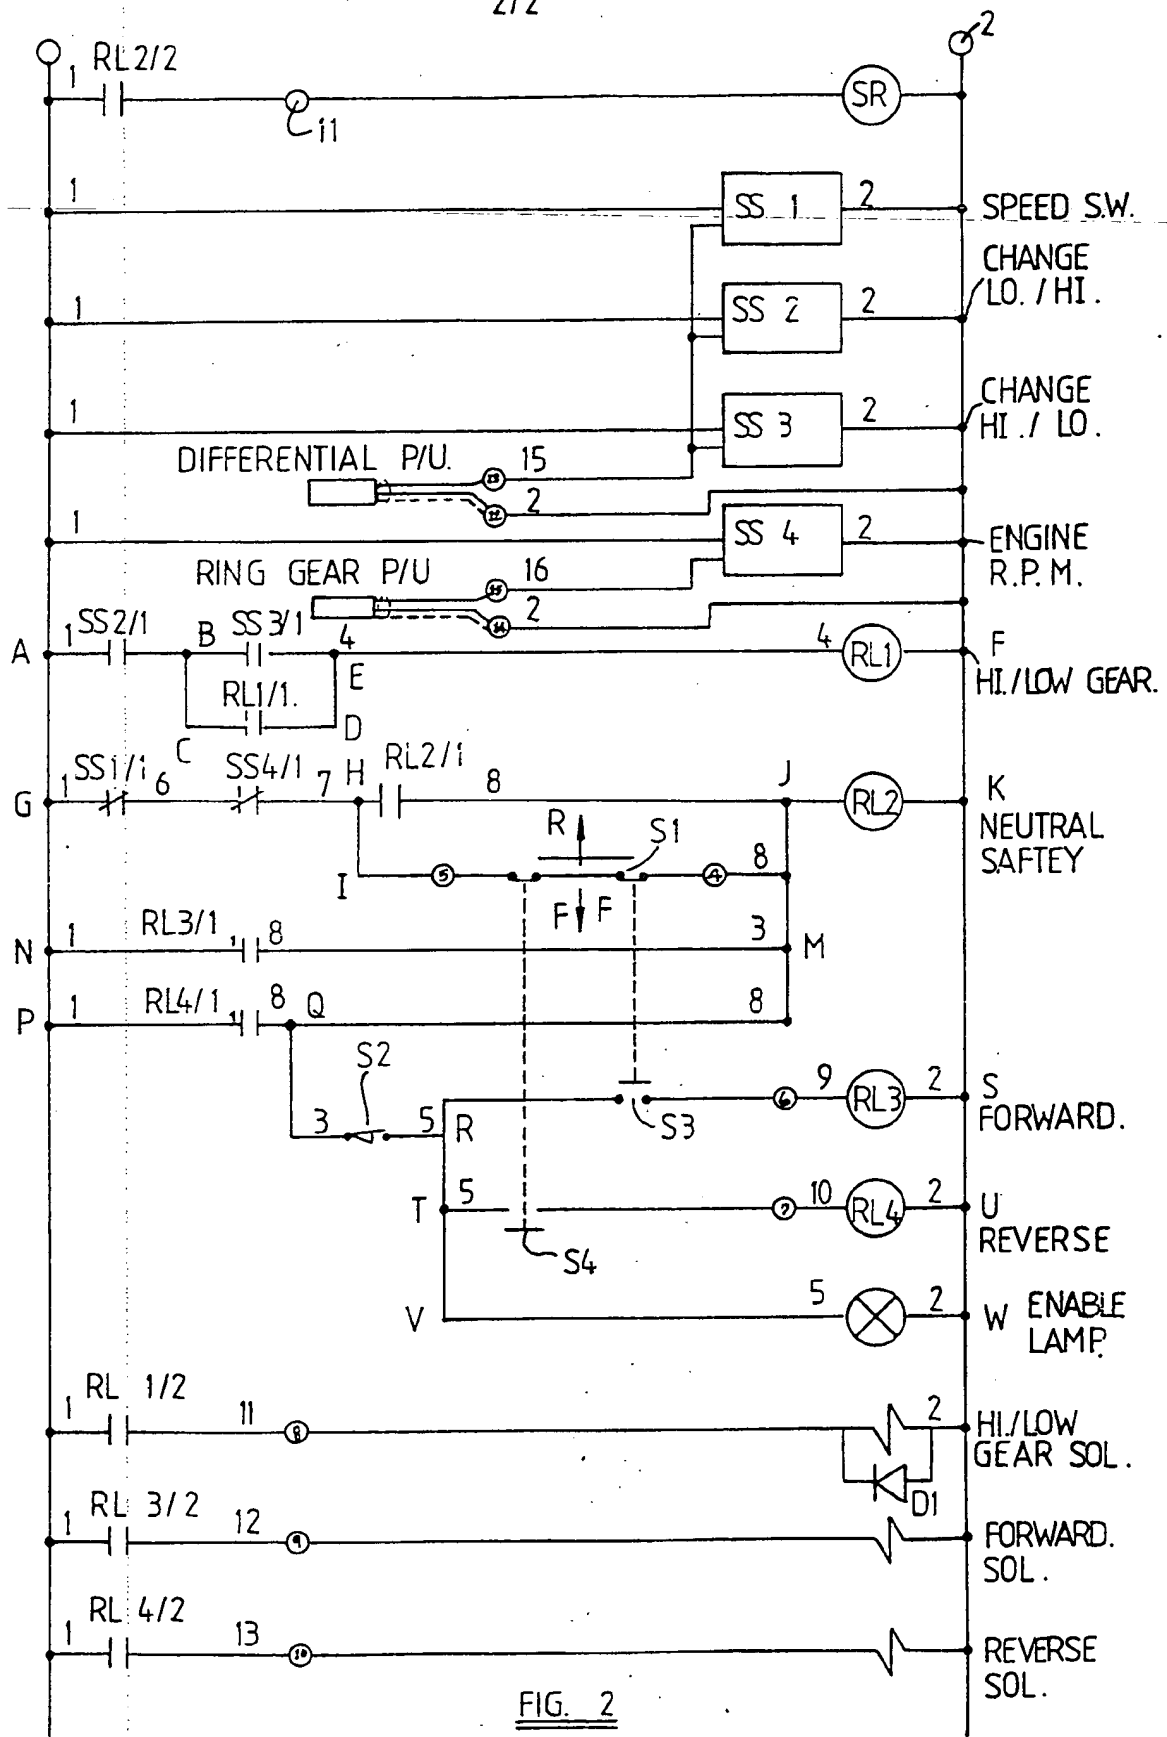 2/2
2
1 RL2/2
i1
SR
1
SS 1
2
SPEED S.W.
1
SS 2
2
CHANGE
LO. / HI.
1
SS 3
2
CHANGE
HI. / LO.
DIFFERENTIAL P/U.
13
15
12
2
1
SS 4
2
ENGINE
R.P.M.
RING GEAR P/U
15
16
14
2
A
1
SS2/1
B
SS3/1
4
E
4
RL1
F
HI./LOW GEAR.
RL1/1.
C
D
G
1
SS1/1
6
SS4/1
7
H
RL2/1
8
J
RL2
K
NEUTRAL
SAFTEY
R
S1
I
5
4
8
F
F
N
1
RL3/1
1
8
3
M
P
1
RL4/1
1
8
Q
8
S2
3
5
R
S3
6
9
RL3
2
S
FORWARD.
T
5
S4
7
10
RL4
2
U
REVERSE
V
5
2
W
ENABLE
LAMP.
1
RL 1/2
11
8
2
D1
HI./LOW
GEAR SOL.
1
RL 3/2
12
9
FORWARD.
SOL.
1
RL 4/2
13
10
REVERSE
SOL.
FIG. 2